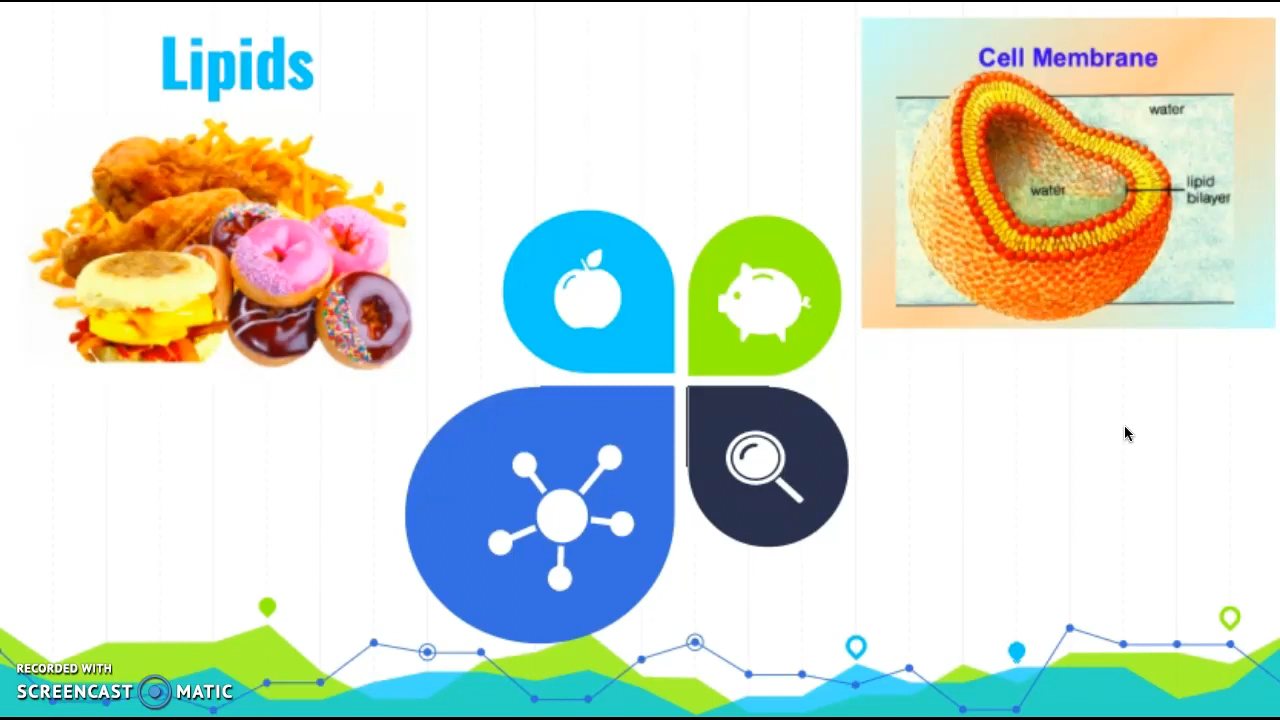 Lipids
Cell Membrane
water
water
lipid
bilayer
RECORDED WITH
SCREENCAST MATIC